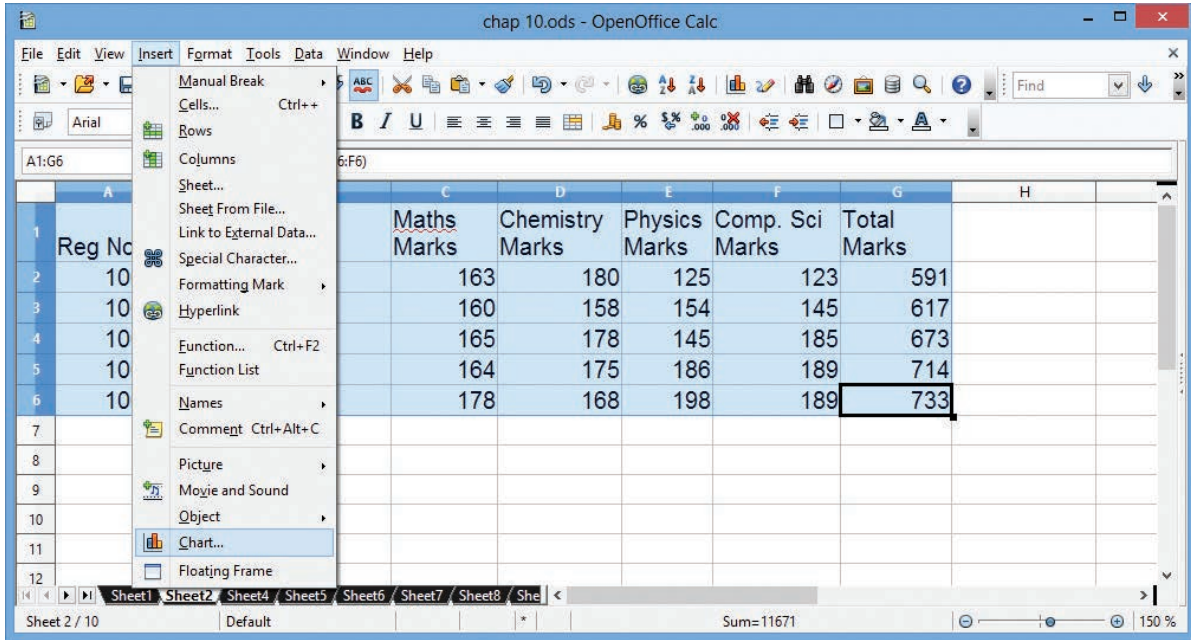 chap 10.ods - OpenOffice Calc
File Edit View Insert Format Tools Data Window Help
Manual Break
Cells... Ctrl++
Rows
Columns
Sheet...
Sheet From File...
Link to External Data...
Special Character...
Formatting Mark
Hyperlink
Function... Ctrl+F2
Function List
Names
Comment Ctrl+Alt+C
Picture
Movie and Sound
Object
Chart...
Floating Frame
ABC
Find
Arial
B I U
A1:G6 6:F6)
A C D E F G H
1 Reg No Maths Marks Chemistry Marks Physics Marks Comp. Sci Marks Total Marks
2 10 163 180 125 123 591
3 10 160 158 154 145 617
4 10 165 178 145 185 673
5 10 164 175 186 189 714
6 10 178 168 198 189 733
7
8
9
10
11
12
Sheet1 Sheet2 Sheet4 Sheet5 Sheet6 Sheet7 Sheet8 She
Sheet 2 / 10 Default * Sum=11671 150 %